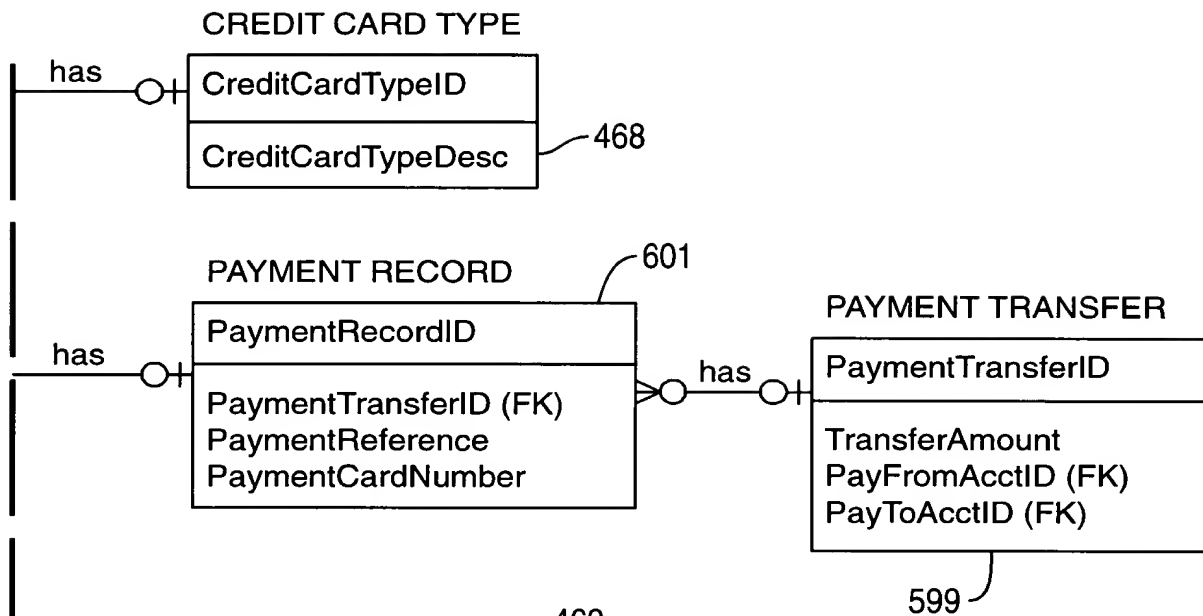 CREDIT CARD TYPE
has
CreditCardTypeID
CreditCardTypeDesc
468
PAYMENT RECORD
601
PaymentRecordID
has
PaymentTransferID (FK)
PaymentReference
PaymentCardNumber
has
PAYMENT TRANSFER
PaymentTransferID
TransferAmount
PayFromAcctID (FK)
PayToAcctID (FK)
599